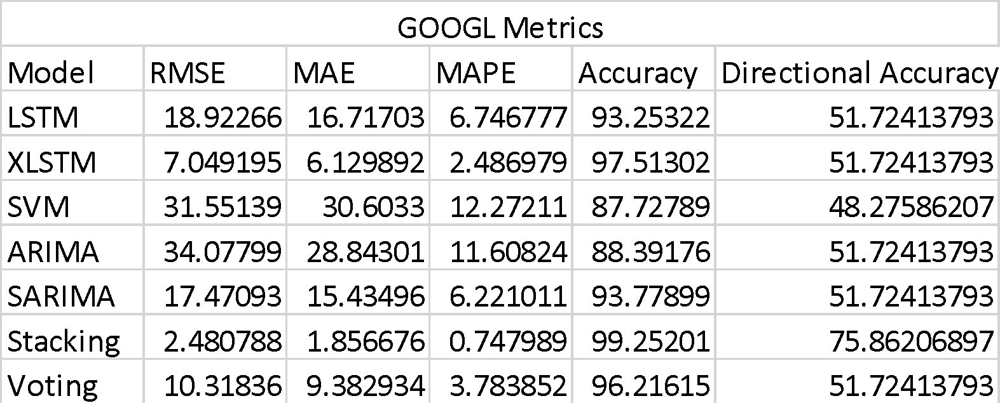 GOOGL Metrics
Model RMSE MAE MAPE Accuracy Directional Accuracy
LSTM 18.92266 16.71703 6.746777 93.25322 51.72413793
XLSTM 7.049195 6.129892 2.486979 97.51302 51.72413793
SVM 31.55139 30.6033 12.27211 87.72789 48.27586207
ARIMA 34.07799 28.84301 11.60824 88.39176 51.72413793
SARIMA 17.47093 15.43496 6.221011 93.77899 51.72413793
Stacking 2.480788 1.856676 0.747989 99.25201 75.86206897
Voting 10.31836 9.382934 3.783852 96.21615 51.72413793